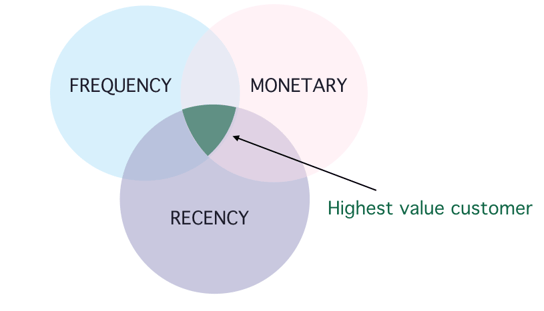 FREQUENCY
MONETARY
RECENCY
Highest value customer